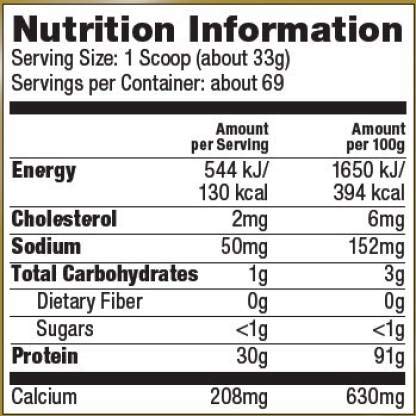 Nutrition Information
Serving Size: 1 Scoop (about 33g)
Servings per Container: about 69
Amount Amount
per Serving per 100g
Energy 544 kJ/ 1650 kJ/
130 kcal 394 kcal
Cholesterol 2mg 6mg
Sodium 50mg 152mg
Total Carbohydrates 1g 3g
Dietary Fiber 0g 0g
Sugars <1g <1g
Protein 30g 91g
Calcium 208mg 630mg